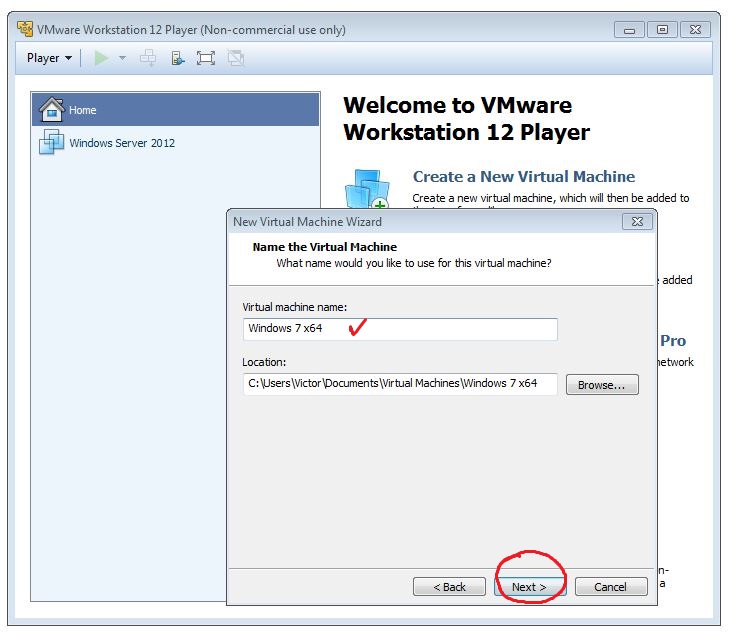 VMware Workstation 12 Player (Non-commercial use only)
Player
Home
Windows Server 2012
Welcome to VMware
Workstation 12 Player
Create a New Virtual Machine
Create a new virtual machine, which will then be added to
New Virtual Machine Wizard
Name the Virtual Machine
What name would you like to use for this virtual machine?
added
Virtual machine name:
Windows 7 x64
Pro
Location:
C:\Users\Victor\Documents\Virtual Machines\Windows 7 x64
Browse...
< Back
Next >
Cancel
a